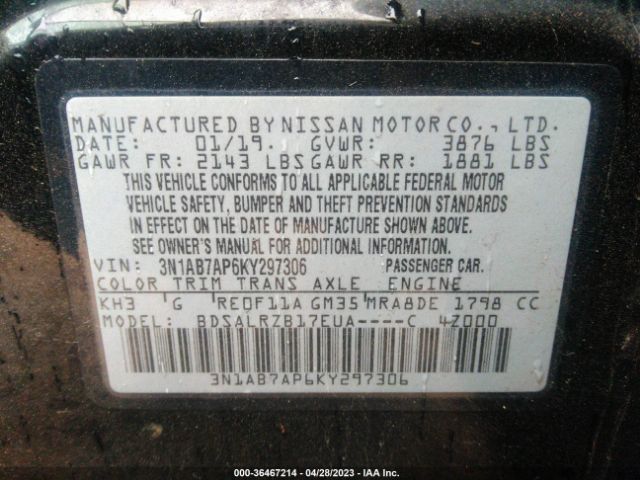 MANUFACTURED BY NISSAN MOTOR CO., LTD.
DATE: 01/19. GVWR: 3876 LBS
GAWR FR: 2143 LBS GAWR RR: 1881 LBS
THIS VEHICLE CONFORMS TO ALL APPLICABLE FEDERAL MOTOR
VEHICLE SAFETY, BUMPER AND THEFT PREVENTION STANDARDS
IN EFFECT ON THE DATE OF MANUFACTURE SHOWN ABOVE.
SEE OWNER'S MANUAL FOR ADDITIONAL INFORMATION.
VIN: 3N1AB7AP6KY297306 PASSENGER CAR.
COLOR TRIM TRANS AXLE ENGINE
KH3 G RE0F11A GM35 MRA8DE 1798 CC
MODEL: BDSALRZB17EUA----C 4Z000
3N1AB7AP6KY297306
000-36467214 | 04/28/2023 | IAA Inc.